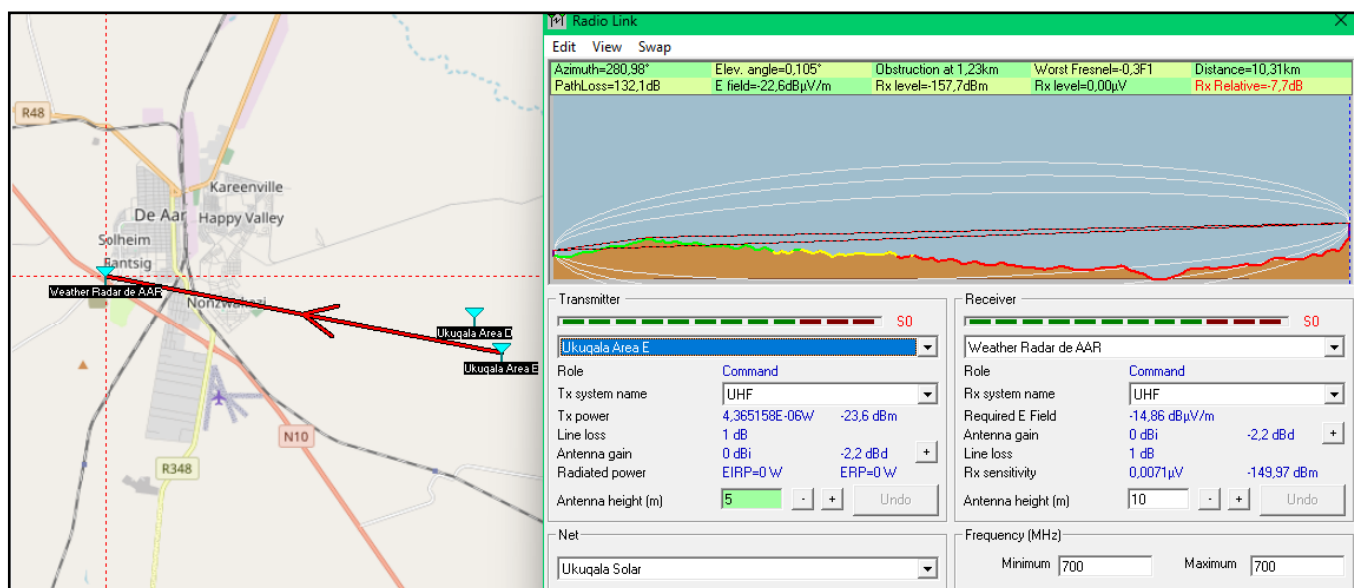 R48
Kareenville
De Aar
Happy Valley
Solheim
Bantsig
Weather Radar de AAR
Nonzwakazi
Ukuqala Area D
Ukuqala Area E
N10
R348
Radio Link
Edit View Swap
Azimuth=280,98° Elev. angle=0,105° Obstruction at 1,23km Worst Fresnel=-0,3F1 Distance=10,31km
PathLoss=132,1dB E field=-22,6dBµV/m Rx level=-157,7dBm Rx level=0,00µV Rx Relative=-7,7dB
Transmitter
S0
Ukuqala Area E
Role Command
Tx system name UHF
Tx power 4,365158E-06W -23,6 dBm
Line loss 1 dB
Antenna gain 0 dBi -2,2 dBd +
Radiated power EIRP=0 W ERP=0 W
Antenna height (m) 5 - + Undo
Net
Ukuqala Solar
Receiver
S0
Weather Radar de AAR
Role Command
Rx system name UHF
Required E Field -14,86 dBµV/m
Antenna gain 0 dBi -2,2 dBd +
Line loss 1 dB
Rx sensitivity 0,0071µV -149,97 dBm
Antenna height (m) 10 - + Undo
Frequency (MHz)
Minimum 700 Maximum 700